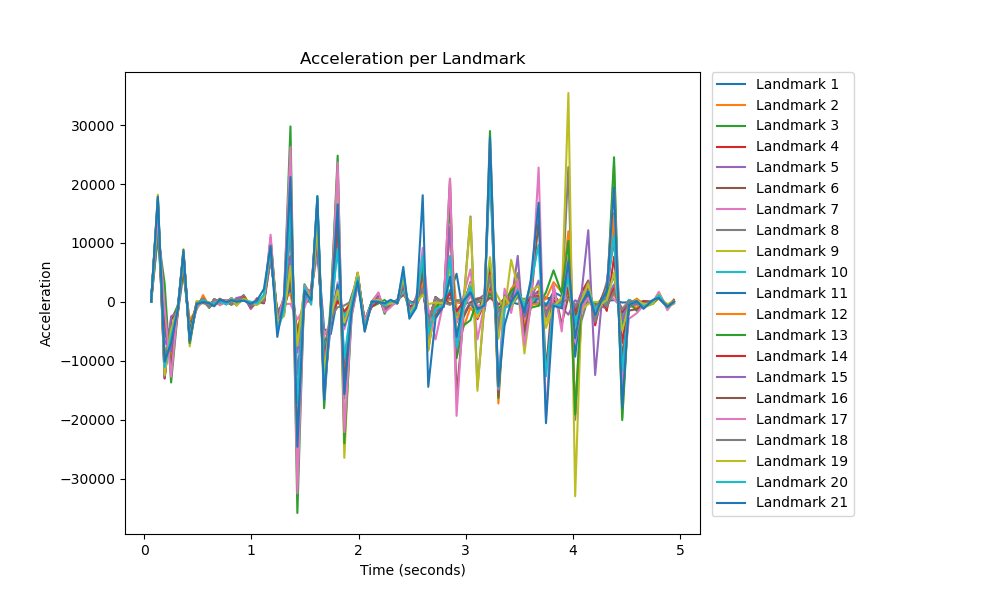 Acceleration per Landmark
Acceleration
30000
20000
10000
0
−10000
−20000
−30000
0
1
2
3
4
5
Time (seconds)
Landmark 1
Landmark 2
Landmark 3
Landmark 4
Landmark 5
Landmark 6
Landmark 7
Landmark 8
Landmark 9
Landmark 10
Landmark 11
Landmark 12
Landmark 13
Landmark 14
Landmark 15
Landmark 16
Landmark 17
Landmark 18
Landmark 19
Landmark 20
Landmark 21